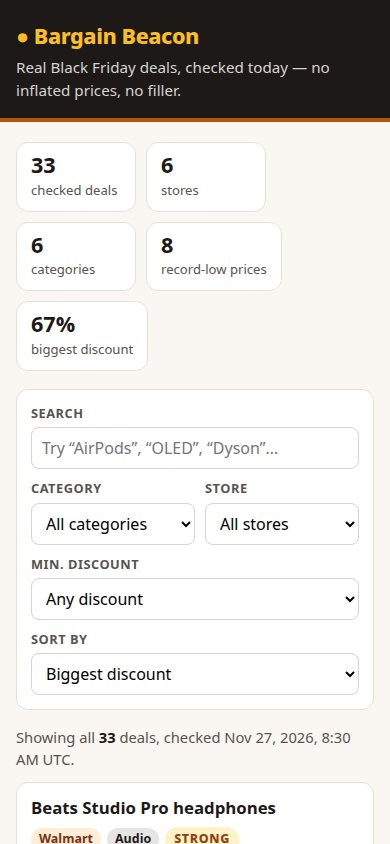 ● Bargain Beacon
Real Black Friday deals, checked today — no
inflated prices, no filler.
33
checked deals
6
stores
6
categories
8
record-low prices
67%
biggest discount
SEARCH
Try “AirPods”, “OLED”, “Dyson”…
CATEGORY
STORE
All categories
All stores
MIN. DISCOUNT
Any discount
SORT BY
Biggest discount
Showing all 33 deals, checked Nov 27, 2026, 8:30
AM UTC.
Beats Studio Pro headphones
Walmart Audio STRONG